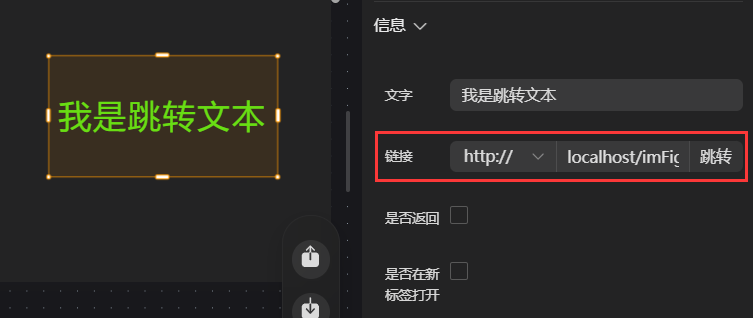 信息
我是跳转文本
文字
我是跳转文本
链接
http://
localhost/imFig
跳转
是否返回
是否在新
标签打开